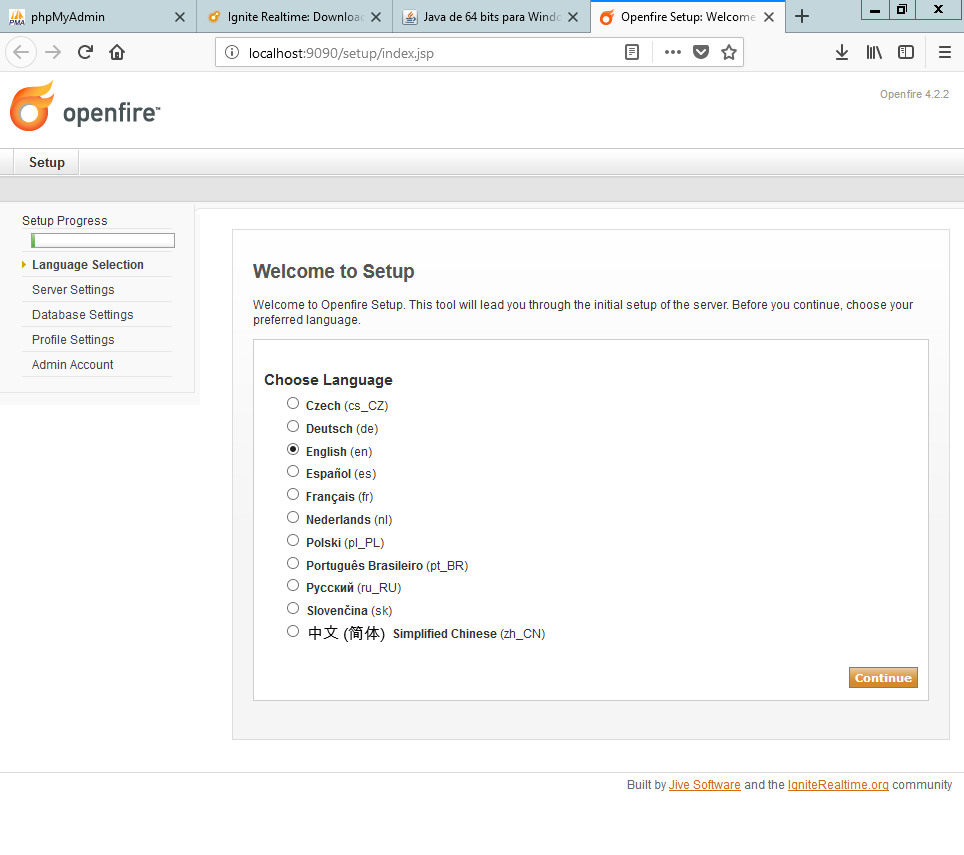 phpMyAdmin
Ignite Realtime: Download
Java de 64 bits para Windo
Openfire Setup: Welcome
localhost:9090/setup/index.jsp
openfire™
Openfire 4.2.2
Setup
Setup Progress
Language Selection
Server Settings
Database Settings
Profile Settings
Admin Account
Welcome to Setup
Welcome to Openfire Setup. This tool will lead you through the initial setup of the server. Before you continue, choose your
preferred language.
Choose Language
Czech (cs_CZ)
Deutsch (de)
English (en)
Español (es)
Français (fr)
Nederlands (nl)
Polski (pl_PL)
Português Brasileiro (pt_BR)
Русский (ru_RU)
Slovenčina (sk)
中文 (简体) Simplified Chinese (zh_CN)
Continue
Built by Jive Software and the IgniteRealtime.org community